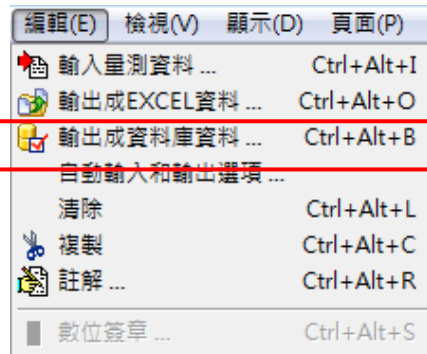 編輯(E) 檢視(V) 顯示(D) 頁面(P)
輸入量測資料 ... Ctrl+Alt+I
輸出成EXCEL資料 ... Ctrl+Alt+O
輸出成資料庫資料 ... Ctrl+Alt+B
自動輸入和輸出選項 ...
清除 Ctrl+Alt+L
複製 Ctrl+Alt+C
註解 ... Ctrl+Alt+R
數位簽章 ... Ctrl+Alt+S